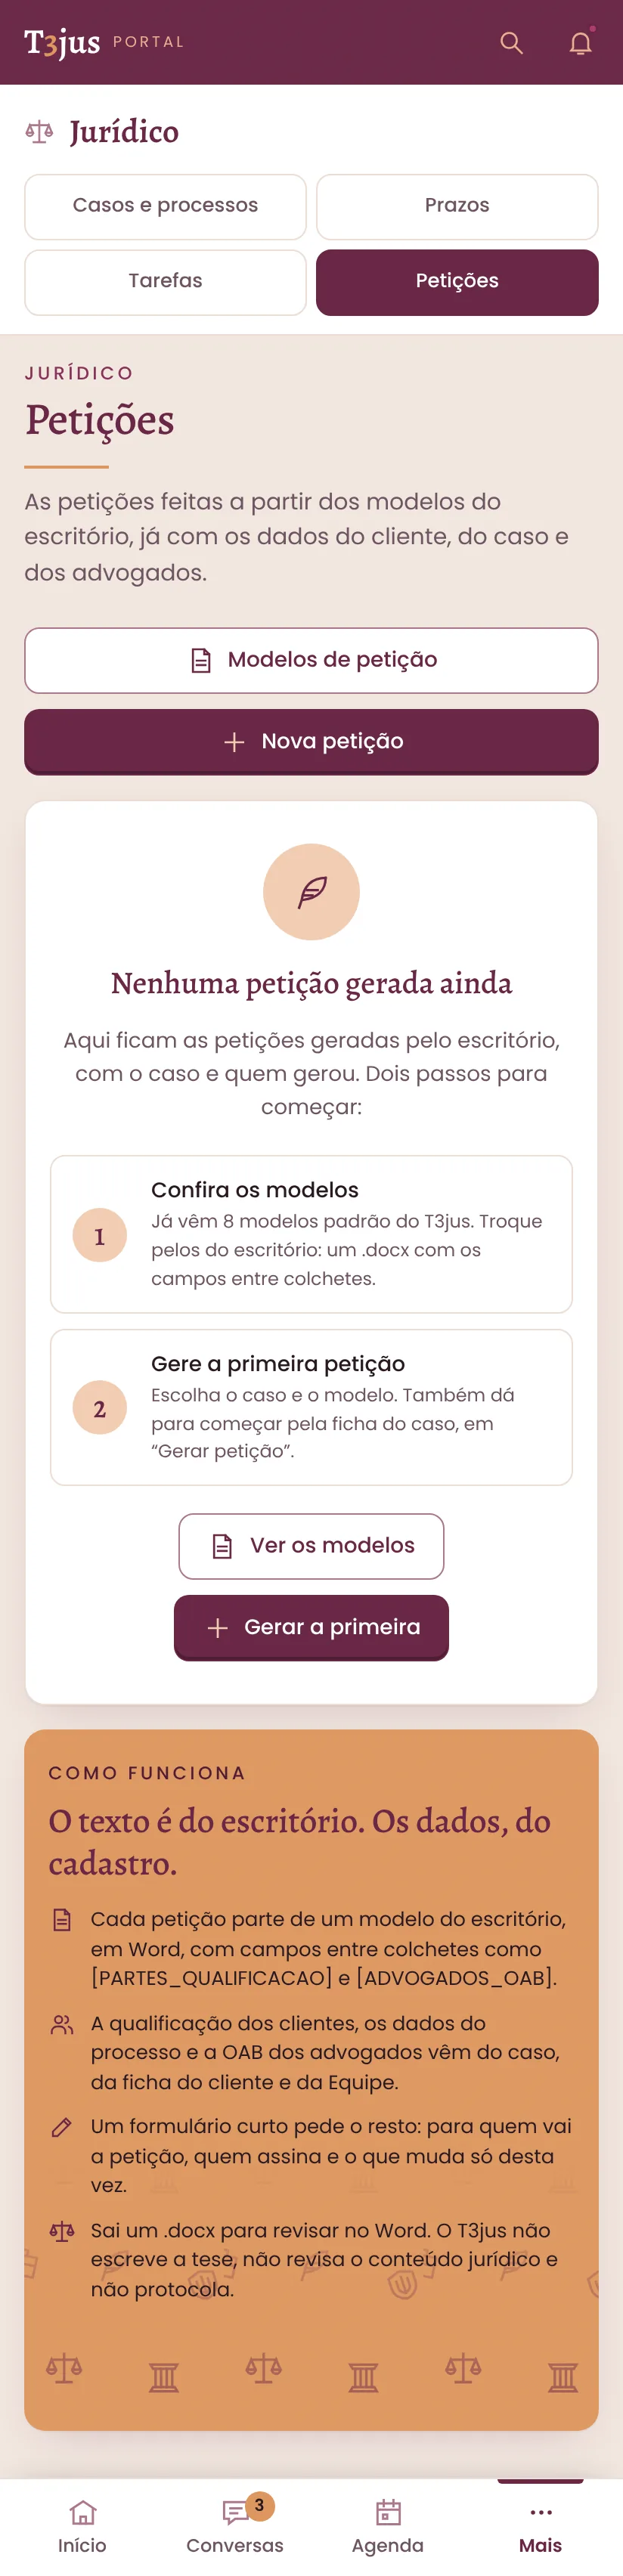 T3jus PORTAL
Jurídico
Casos e processos
Prazos
Tarefas
Petições
JURÍDICO
Petições
As petições feitas a partir dos modelos do
escritório, já com os dados do cliente, do caso e
dos advogados.
Modelos de petição
Nova petição
Nenhuma petição gerada ainda
Aqui ficam as petições geradas pelo escritório,
com o caso e quem gerou. Dois passos para
começar:
1
Confira os modelos
Já vêm 8 modelos padrão do T3jus. Troque
pelos do escritório: um .docx com os
campos entre colchetes.
2
Gere a primeira petição
Escolha o caso e o modelo. Também dá
para começar pela ficha do caso, em
“Gerar petição”.
Ver os modelos
Gerar a primeira
COMO FUNCIONA
O texto é do escritório. Os dados, do
cadastro.
Cada petição parte de um modelo do escritório,
em Word, com campos entre colchetes como
[PARTES_QUALIFICACAO] e [ADVOGADOS_OAB].
A qualificação dos clientes, os dados do
processo e a OAB dos advogados vêm do caso,
da ficha do cliente e da Equipe.
Um formulário curto pede o resto: para quem vai
a petição, quem assina e o que muda só desta
vez.
Sai um .docx para revisar no Word. O T3jus não
escreve a tese, não revisa o conteúdo jurídico e
não protocola.
Início
Conversas
3
Agenda
Mais